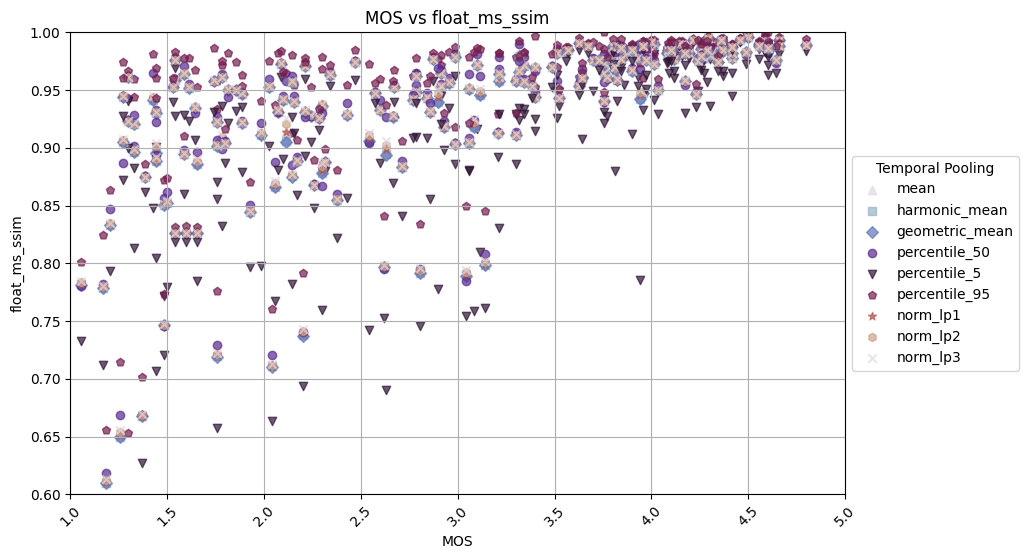 MOS vs float_ms_ssim
float_ms_ssim
1.00
0.95
0.90
0.85
0.80
0.75
0.70
0.65
0.60
1.0
1.5
2.0
2.5
3.0
3.5
4.0
4.5
5.0
MOS
Temporal Pooling
mean
harmonic_mean
geometric_mean
percentile_50
percentile_5
percentile_95
norm_lp1
norm_lp2
norm_lp3